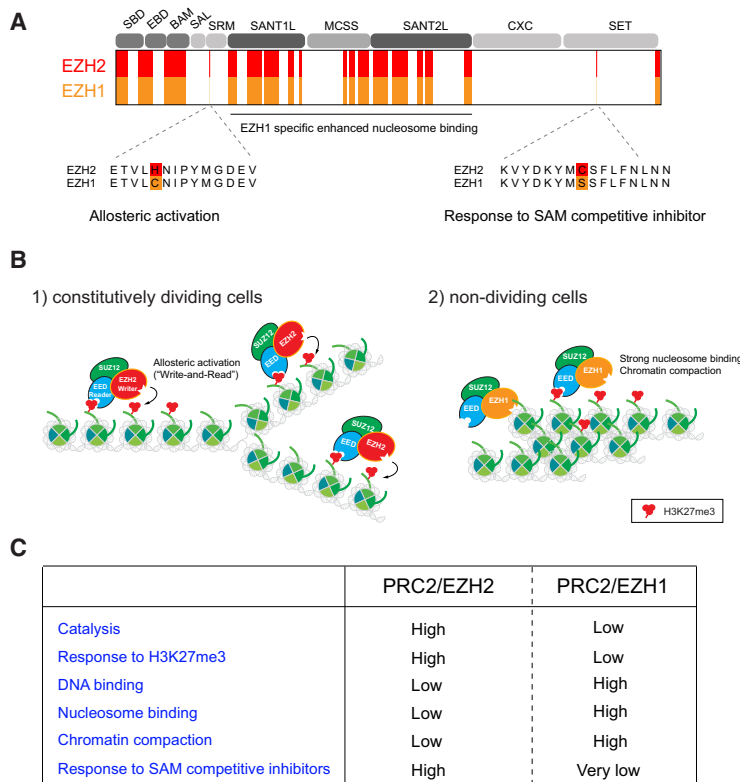 A
SBD EBD BAM SAL SRM SANT1L MCSS SANT2L CXC SET
EZH2
EZH1
EZH1 specific enhanced nucleosome binding
EZH2 E T V L H N I P Y M G D E V
EZH1 E T V L C N I P Y M G D E V
Allosteric activation
EZH2 K V Y D K Y M C S F L F N L N N
EZH1 K V Y D K Y M S S F L F N L N N
Response to SAM competitive inhibitor
B
1) constitutively dividing cells
SUZ12
EED
Reader
EZH2
Writer
Allosteric activation
("Write-and-Read")
SUZ12
EED
EZH2
SUZ12
EED
EZH2
2) non-dividing cells
SUZ12
EED
EZH1
SUZ12
EED
EZH1
Strong nucleosome binding
Chromatin compaction
H3K27me3
C
PRC2/EZH2 PRC2/EZH1
Catalysis High Low
Response to H3K27me3 High Low
DNA binding Low High
Nucleosome binding Low High
Chromatin compaction Low High
Response to SAM competitive inhibitors High Very low